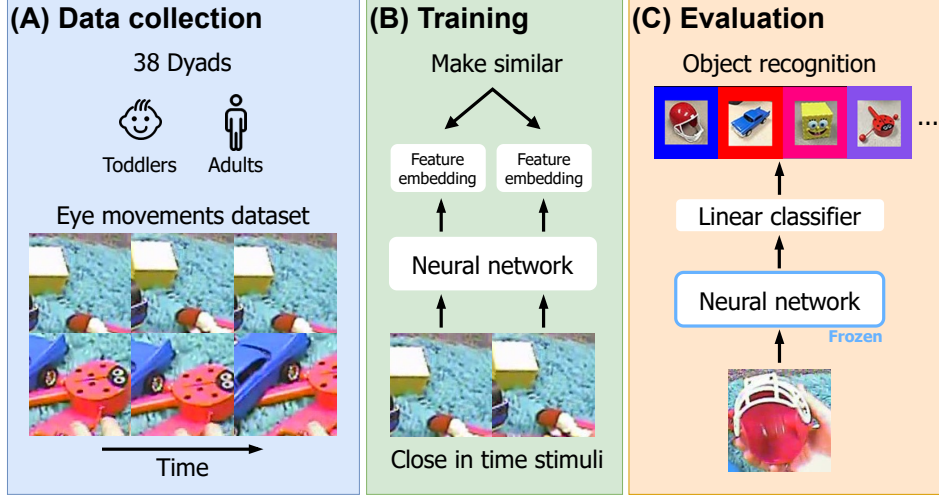 (A) Data collection
38 Dyads
Toddlers
Adults
Eye movements dataset
Time
(B) Training
Make similar
Feature
embedding
Feature
embedding
Neural network
Close in time stimuli
(C) Evaluation
Object recognition
...
Linear classifier
Neural network
Frozen